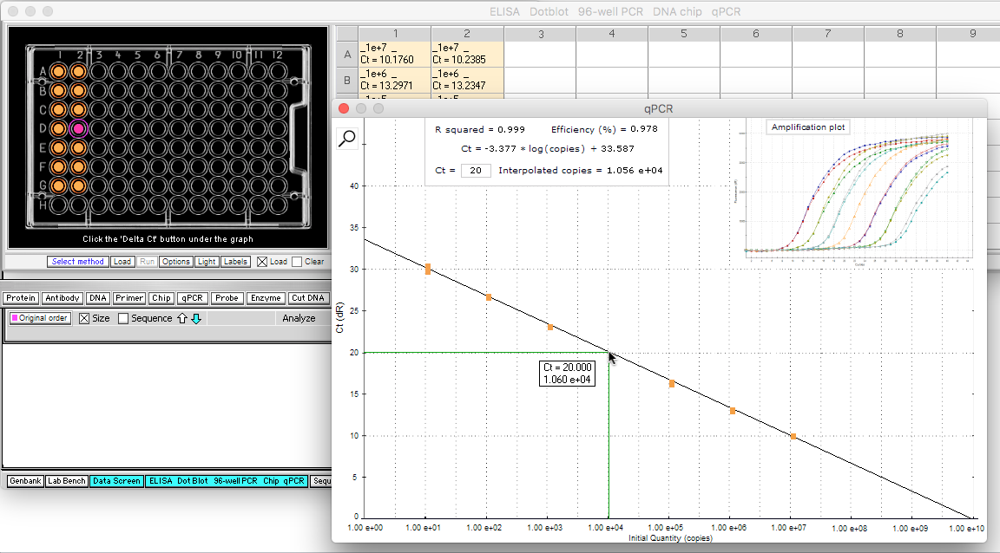 ELISA Dotblot 96-well PCR DNA chip qPCR
1 2 3 4 5 6 7 8 9 10 11 12
A
B
C
D
E
F
G
H
Click the 'Delta Ct' button under the graph
Select method Load Run Options Light Labels Load Clear
1 2 3 4 5 6 7 8 9
A
_1e+7 _
Ct = 10.1760
_1e+7 _
Ct = 10.2385
B
_1e+6 _
Ct = 13.2971
_1e+6 _
Ct = 13.2347
Protein Antibody DNA Primer Chip qPCR Probe Enzyme Cut DNA
Original order Size Sequence Analyze
Genbank Lab Bench Data Screen ELISA Dot Blot 96-well PCR Chip qPCR Sequ
qPCR
R squared = 0.999 Efficiency (%) = 0.978
Ct = -3.377 * log(copies) + 33.587
Ct = 20 Interpolated copies = 1.056 e+04
Amplification plot
Cycles
Ct (dR)
40
35
30
25
20
15
10
5
0
Ct = 20.000
1.060 e+04
1.00 e+00 1.00 e+01 1.00 e+02 1.00 e+03 1.00 e+04 1.00 e+05 1.00 e+06 1.00 e+07 1.00 e+08 1.00 e+09 1.00 e+10
Initial Quantity (copies)